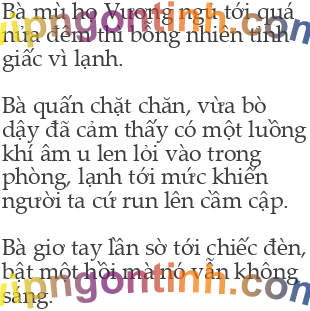 Bà mù họ Vương ngủ tới quá
nửa đêm thì bỗng nhiên tỉnh
giấc vì lạnh.
Bà quấn chặt chăn, vừa bò
dậy đã cảm thấy có một luồng
khí âm u len lỏi vào trong
phòng, lạnh tới mức khiến
người ta cứ run lên cầm cập.
Bà giơ tay lần sờ tới chiếc đèn,
bật một hồi mà nó vẫn không
sáng.
vipngontinh.com
vipngontinh.com